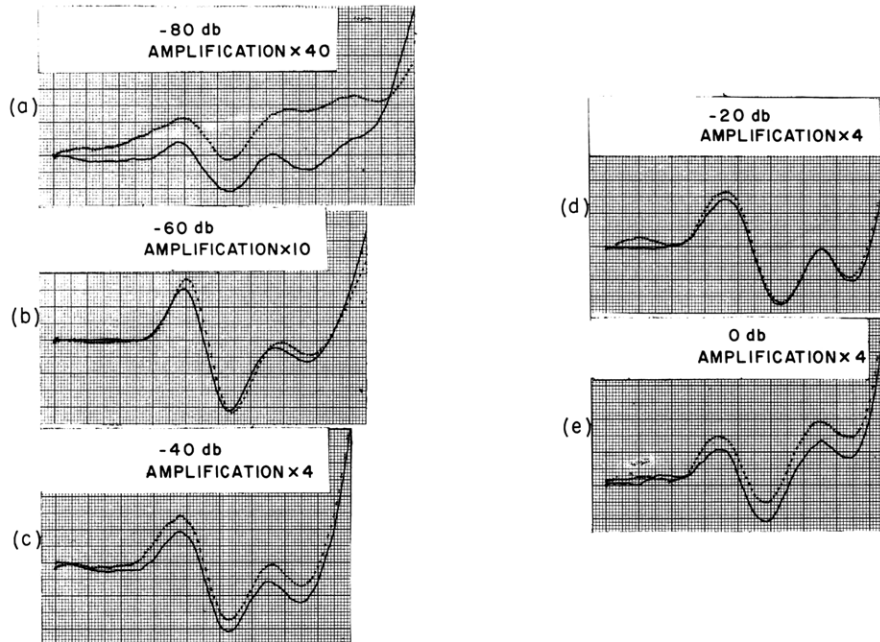 -80 db
AMPLIFICATION × 40
(a)
-60 db
AMPLIFICATION×10
(b)
-40 db
AMPLIFICATION × 4
(c)
-20 db
AMPLIFICATION ×4
(d)
0 db
AMPLIFICATION ×4
(e)